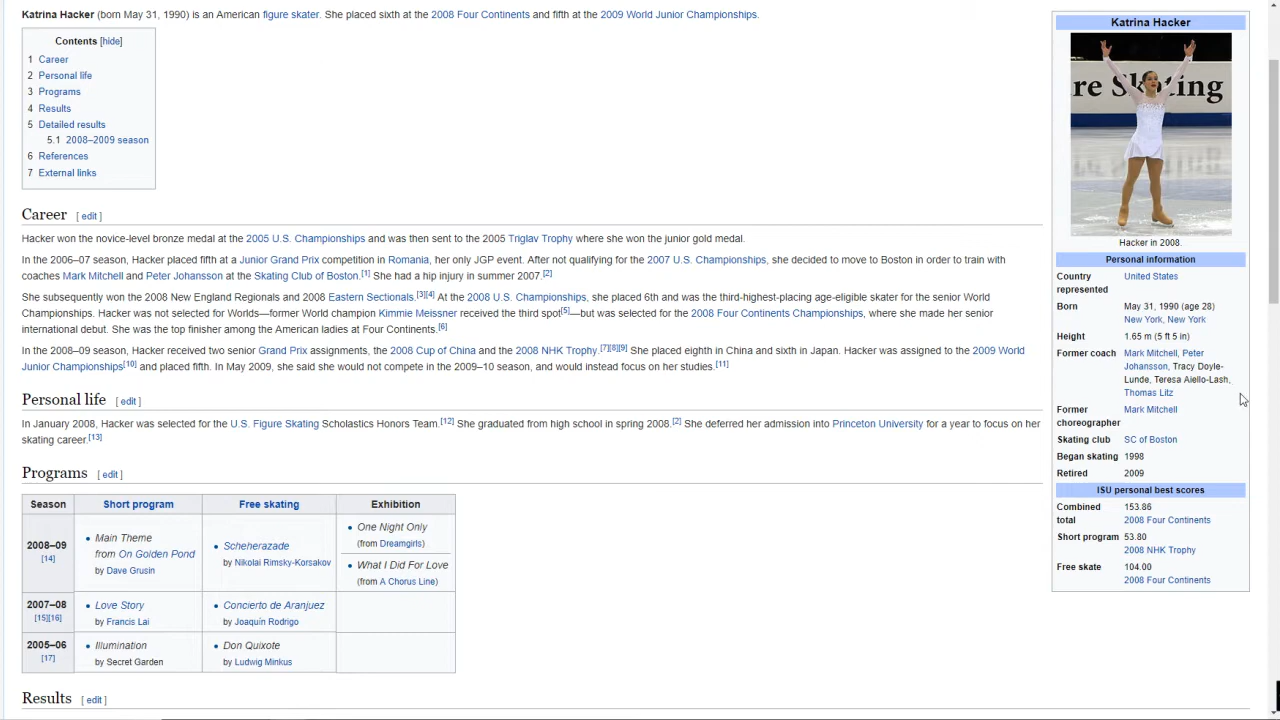 Katrina Hacker (born May 31, 1990) is an American figure skater. She placed sixth at the 2008 Four Continents and fifth at the 2009 World Junior Championships.
Contents [hide]
1 Career
2 Personal life
3 Programs
4 Results
5 Detailed results
5.1 2008–2009 season
6 References
7 External links
Career [ edit ]
Hacker won the novice-level bronze medal at the 2005 U.S. Championships and was then sent to the 2005 Triglav Trophy where she won the junior gold medal.
In the 2006–07 season, Hacker placed fifth at a Junior Grand Prix competition in Romania, her only JGP event. After not qualifying for the 2007 U.S. Championships, she decided to move to Boston in order to train with
coaches Mark Mitchell and Peter Johansson at the Skating Club of Boston.[1] She had a hip injury in summer 2007.[2]
She subsequently won the 2008 New England Regionals and 2008 Eastern Sectionals.[3][4] At the 2008 U.S. Championships, she placed 6th and was the third-highest-placing age-eligible skater for the senior World
Championships. Hacker was not selected for Worlds—former World champion Kimmie Meissner received the third spot[5]—but was selected for the 2008 Four Continents Championships, where she made her senior
international debut. She was the top finisher among the American ladies at Four Continents.[6]
In the 2008–09 season, Hacker received two senior Grand Prix assignments, the 2008 Cup of China and the 2008 NHK Trophy.[7][8][9] She placed eighth in China and sixth in Japan. Hacker was assigned to the 2009 World
Junior Championships[10] and placed fifth. In May 2009, she said she would not compete in the 2009–10 season, and would instead focus on her studies.[11]
Personal life [ edit ]
In January 2008, Hacker was selected for the U.S. Figure Skating Scholastics Honors Team.[12] She graduated from high school in spring 2008.[2] She deferred her admission into Princeton University for a year to focus on her
skating career.[13]
Programs [ edit ]
Season Short program Free skating Exhibition
2008–09
[14]
• Main Theme
from On Golden Pond
by Dave Grusin
• Scheherazade
by Nikolai Rimsky-Korsakov
• One Night Only
(from Dreamgirls)
• What I Did For Love
(from A Chorus Line)
2007–08
[15][16]
• Love Story
by Francis Lai
• Concierto de Aranjuez
by Joaquín Rodrigo
2005–06
[17]
• Illumination
by Secret Garden
• Don Quixote
by Ludwig Minkus
Results [ edit ]
Katrina Hacker
re Skating
Hacker in 2008.
Personal information
Country represented United States
Born May 31, 1990 (age 28)
New York, New York
Height 1.65 m (5 ft 5 in)
Former coach Mark Mitchell, Peter
Johansson, Tracy Doyle-
Lunde, Teresa Aiello-Lash,
Thomas Litz
Former choreographer Mark Mitchell
Skating club SC of Boston
Began skating 1998
Retired 2009
ISU personal best scores
Combined total 153.86
2008 Four Continents
Short program 53.80
2008 NHK Trophy
Free skate 104.00
2008 Four Continents